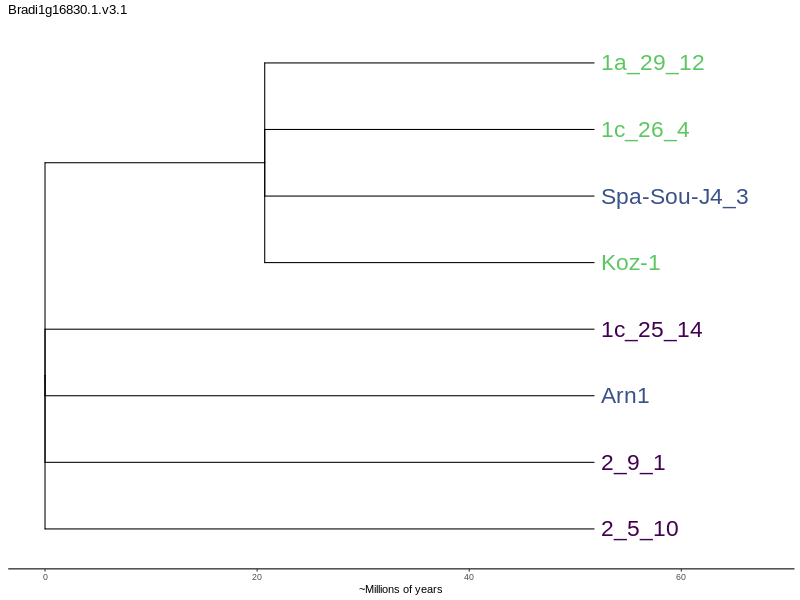 Bradi1g16830.1.v3.1
1a_29_12
1c_26_4
Spa-Sou-J4_3
Koz-1
1c_25_14
Arn1
2_9_1
2_5_10
0 20 40 60
~Millions of years